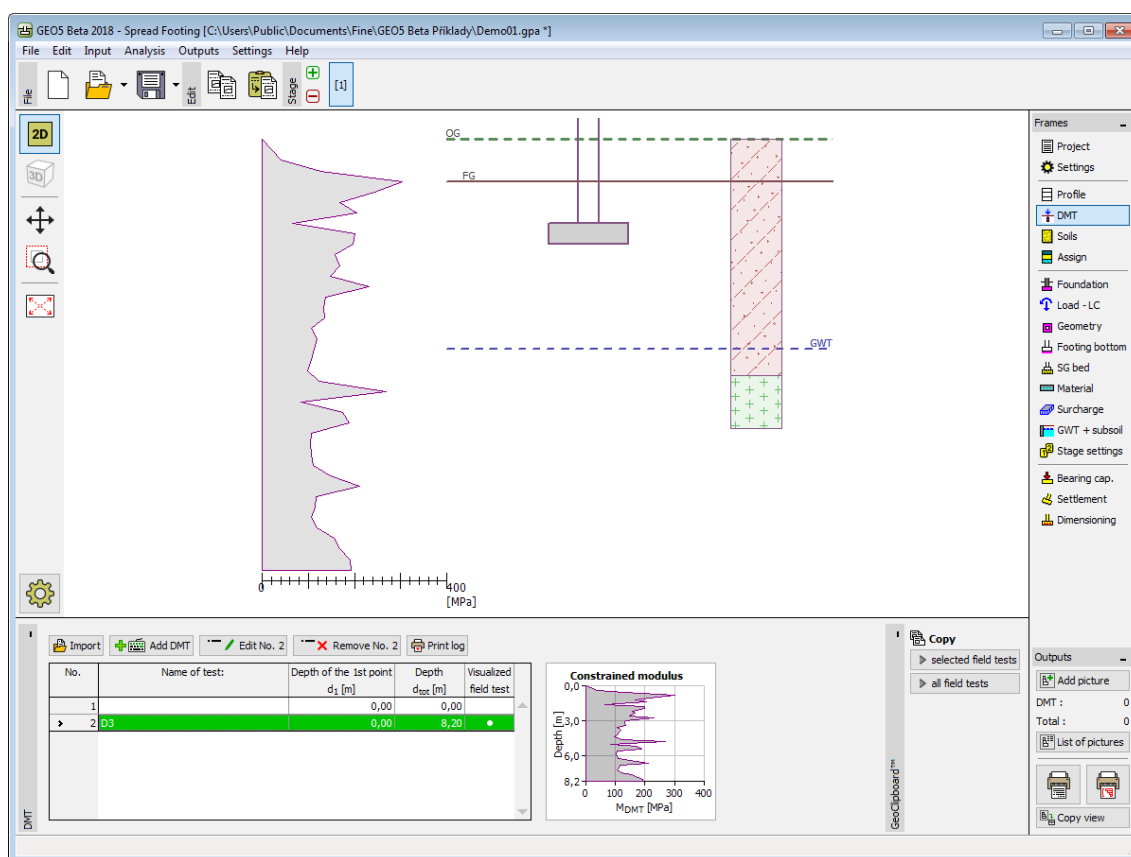 GEO5 Beta 2018 - Spread Footing [C:\Users\Public\Documents\Fine\GEO5 Beta Příklady\Demo01.gpa *]
File Edit Input Analysis Outputs Settings Help
File
Edit
Stage
[1]
2D
3D
OG
FG
GWT
0
400
[MPa]
Frames
Project
Settings
Profile
DMT
Soils
Assign
Foundation
Load - LC
Geometry
Footing bottom
SG bed
Material
Surcharge
GWT + subsoil
Stage settings
Bearing cap.
Settlement
Dimensioning
DMT
Import Add DMT Edit No. 2 Remove No. 2 Print log
No. Name of test: Depth of the 1st point Depth Visualized
d1 [m] dtot [m] field test
1 0,00 0,00
2 D3 0,00 8,20
Constrained modulus
Depth [m]
0,0
3,0
6,0
8,2
0 100 200 300 400
MDMT [MPa]
GeoClipboard™
Copy
selected field tests
all field tests
Outputs
Add picture
DMT : 0
Total : 0
List of pictures
Copy view